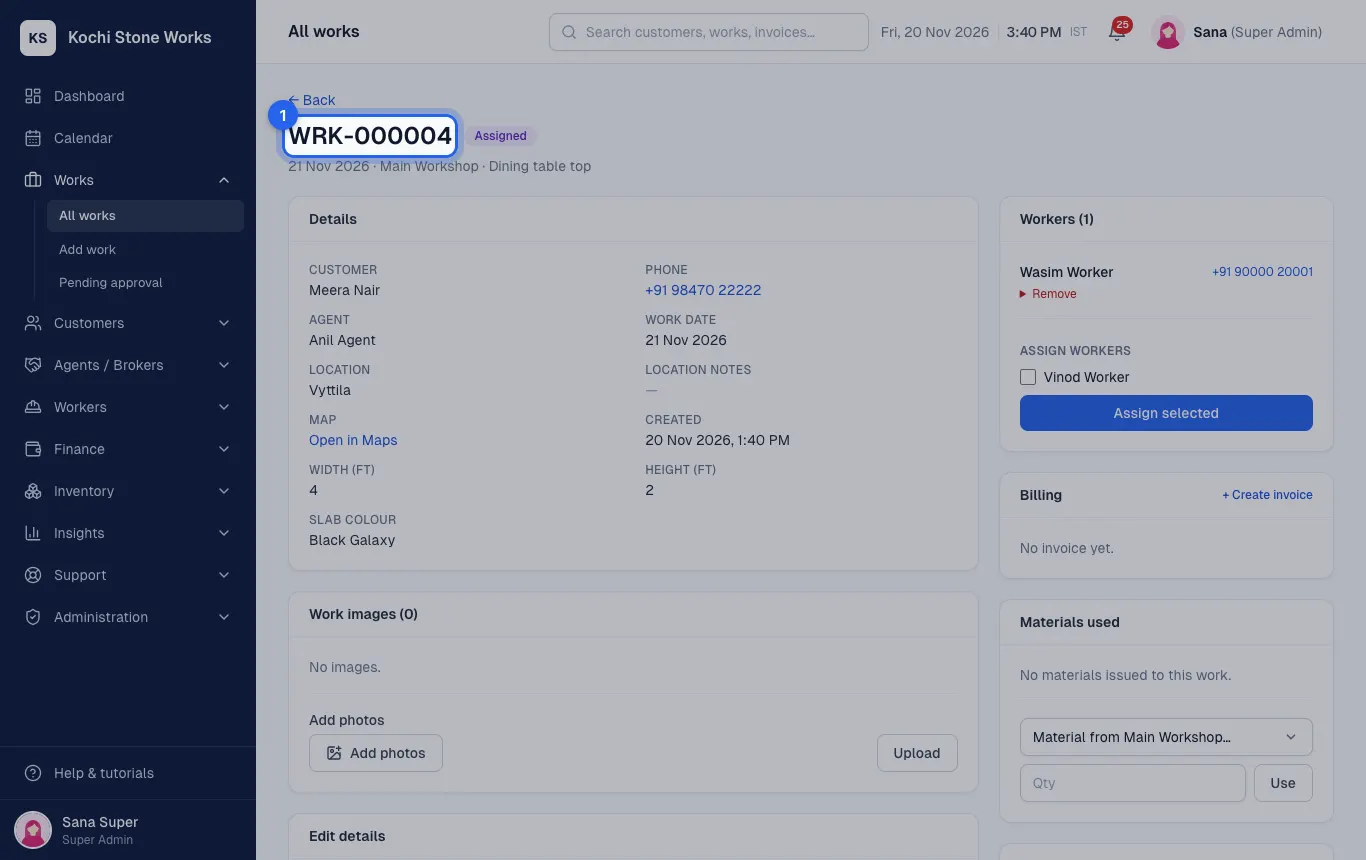 KS
Kochi Stone Works
Dashboard
Calendar
Works
All works
Add work
Pending approval
Customers
Agents / Brokers
Workers
Finance
Inventory
Insights
Support
Administration
Help & tutorials
Sana Super
Super Admin
All works
Search customers, works, invoices...
Fri, 20 Nov 2026
3:40 PM IST
25
Sana (Super Admin)
← Back
1
WRK-000004
Assigned
21 Nov 2026 · Main Workshop · Dining table top
Details
CUSTOMER
Meera Nair
PHONE
+91 98470 22222
AGENT
Anil Agent
WORK DATE
21 Nov 2026
LOCATION
Vyttila
LOCATION NOTES
—
MAP
Open in Maps
CREATED
20 Nov 2026, 1:40 PM
WIDTH (FT)
4
HEIGHT (FT)
2
SLAB COLOUR
Black Galaxy
Work images (0)
No images.
Add photos
Add photos
Upload
Edit details
Workers (1)
Wasim Worker
+91 90000 20001
Remove
ASSIGN WORKERS
Vinod Worker
Assign selected
Billing
+ Create invoice
No invoice yet.
Materials used
No materials issued to this work.
Material from Main Workshop...
Qty
Use